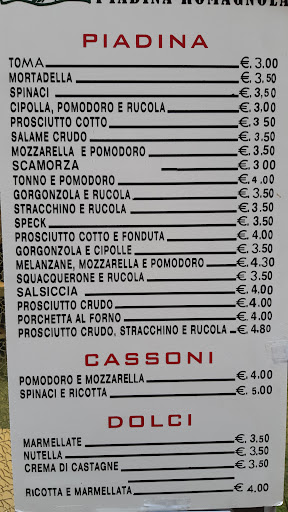 PIADINA ROMAGNOLA
PIADINA
TOMA €. 3.00
MORTADELLA €. 3.50
SPINACI €. 3,50
CIPOLLA, POMODORO E RUCOLA €. 3.00
PROSCIUTTO COTTO €. 3 50
SALAME CRUDO €. 3.50
MOZZARELLA E POMODORO €. 3.50
SCAMORZA €. 3 00
TONNO E POMODORO €. 4.00
GORGONZOLA E RUCOLA €. 3.50
STRACCHINO E RUCOLA €. 3.50
SPECK €. 3.50
PROSCIUTTO COTTO E FONDUTA €. 4.00
GORGONZOLA E CIPOLLE €. 3.50
MELANZANE, MOZZARELLA E POMODORO €. 4.30
SQUACQUERONE E RUCOLA €. 3.50
SALSICCIA €. 4.00
PROSCIUTTO CRUDO €. 4.00
PORCHETTA AL FORNO €. 4.00
PROSCIUTTO CRUDO, STRACCHINO E RUCOLA €. 4.80
CASSONI
POMODORO E MOZZARELLA €. 4.00
SPINACI E RICOTTA €. 5.00
DOLCI
MARMELLATE €. 3.50
NUTELLA €. 3.50
CREMA DI CASTAGNE €. 3.50
RICOTTA E MARMELLATA €. 4.00